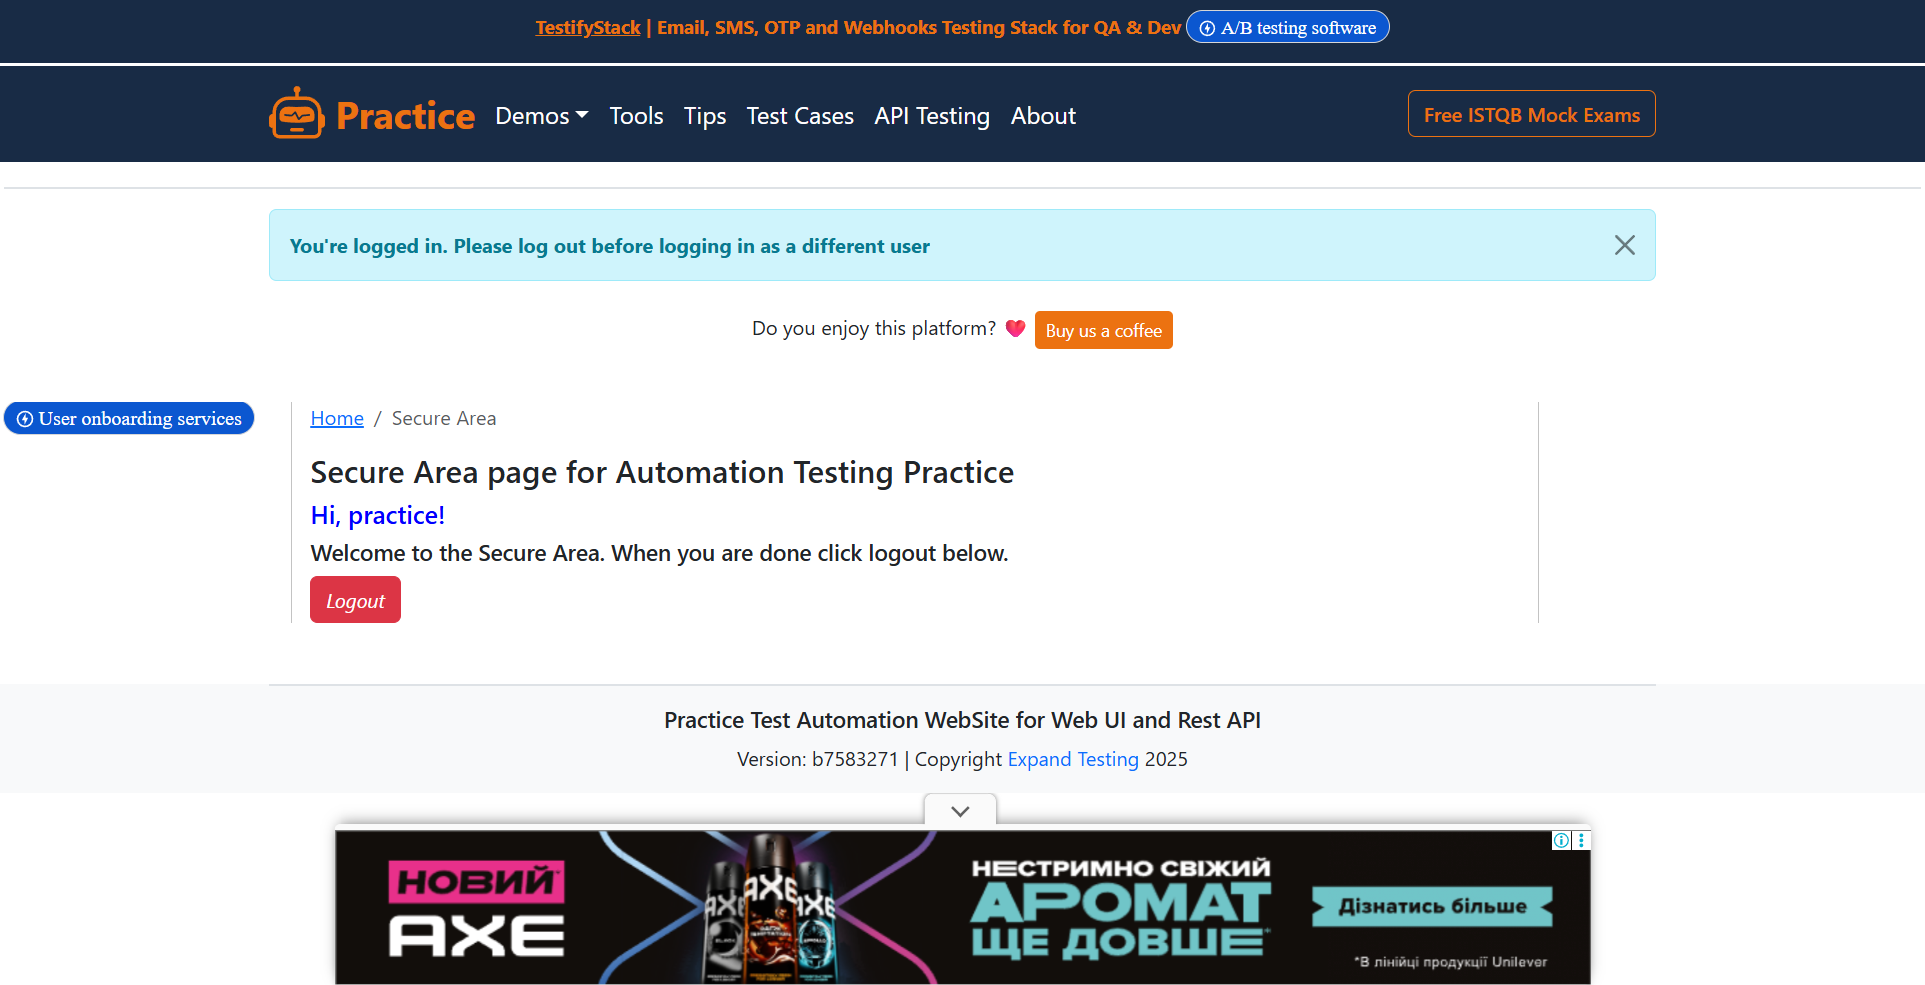 TestifyStack | Email, SMS, OTP and Webhooks Testing Stack for QA & Dev A/B testing software
Practice Demos Tools Tips Test Cases API Testing About Free ISTQB Mock Exams
You're logged in. Please log out before logging in as a different user
Do you enjoy this platform? Buy us a coffee
User onboarding services
Home / Secure Area
Secure Area page for Automation Testing Practice
Hi, practice!
Welcome to the Secure Area. When you are done click logout below.
Logout
Practice Test Automation WebSite for Web UI and Rest API
Version: b7583271 | Copyright Expand Testing 2025
НОВИЙ
AXE
AXE
AXE
AXE
НЕСТРИМНО СВІЖИЙ
АРОМАТ
ЩЕ ДОВШЕ*
Дізнатись більше
*В лінійці продукції Unilever